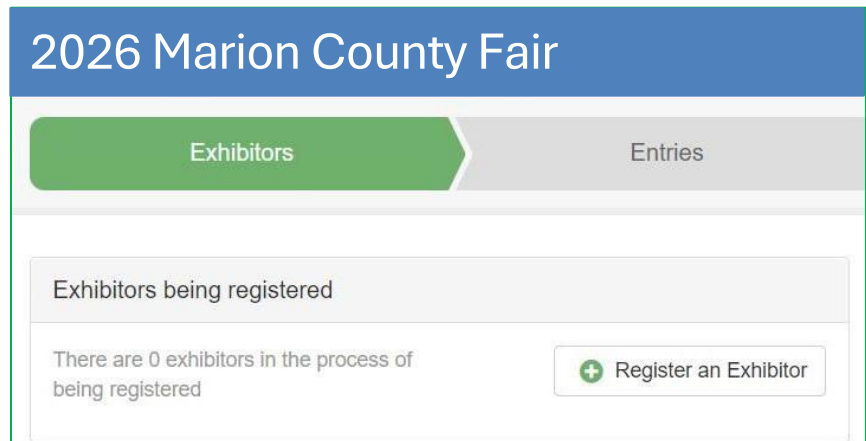 2026 Marion County Fair
Exhibitors
Entries
Exhibitors being registered
There are 0 exhibitors in the process of
being registered
Register an Exhibitor